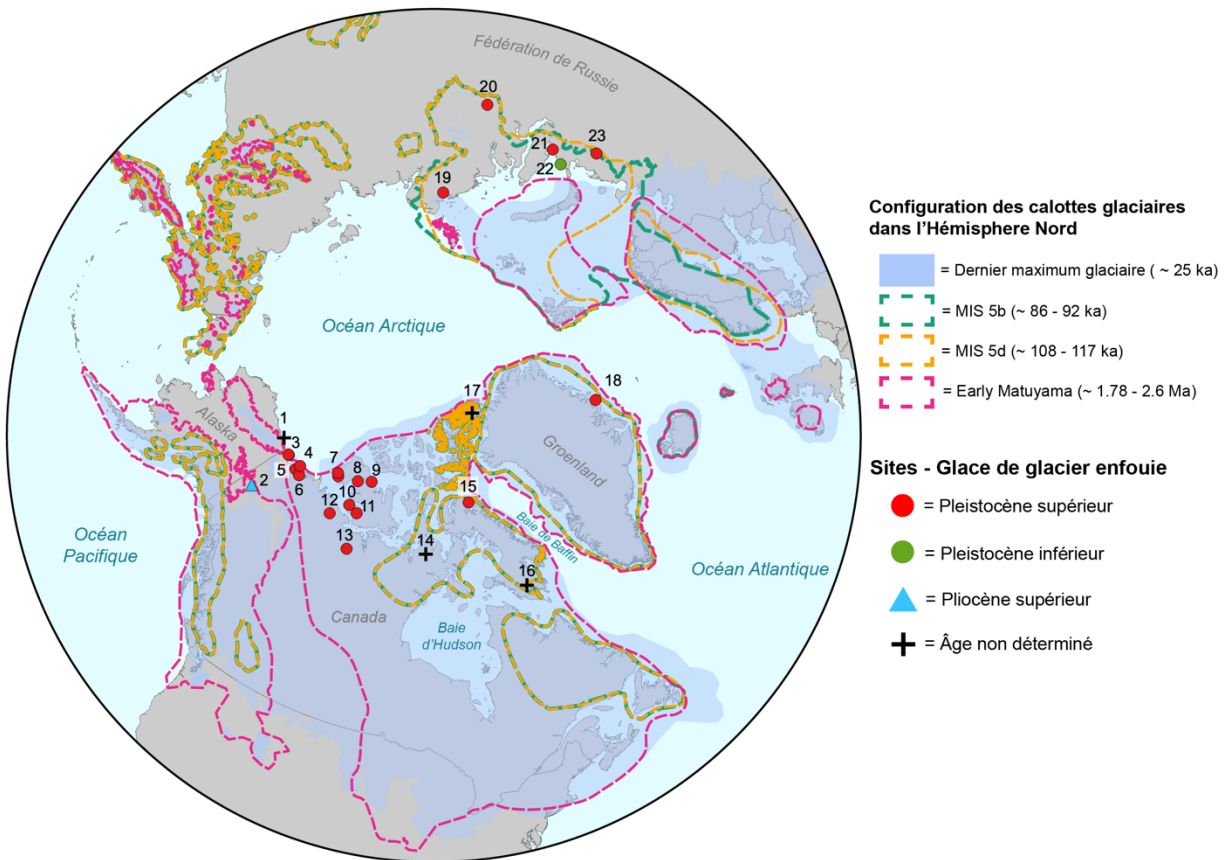 Fédération de Russie
20
21
23
22
19
Océan Arctique
17
18
Alaska
1
3
4
5
6
2
7
8
9
10
12
11
13
14
15
16
Groenland
Baie de Baffin
Océan
Pacifique
Océan Atlantique
Canada
Baie
d'Hudson
Configuration des calottes glaciaires
dans l'Hémisphere Nord
= Dernier maximum glaciaire ( ~ 25 ka)
= MIS 5b (~ 86 - 92 ka)
= MIS 5d (~ 108 - 117 ka)
= Early Matuyama (~ 1.78 - 2.6 Ma)
Sites - Glace de glacier enfouie
= Pleistocène supérieur
= Pleistocène inférieur
= Pliocène supérieur
= Âge non déterminé